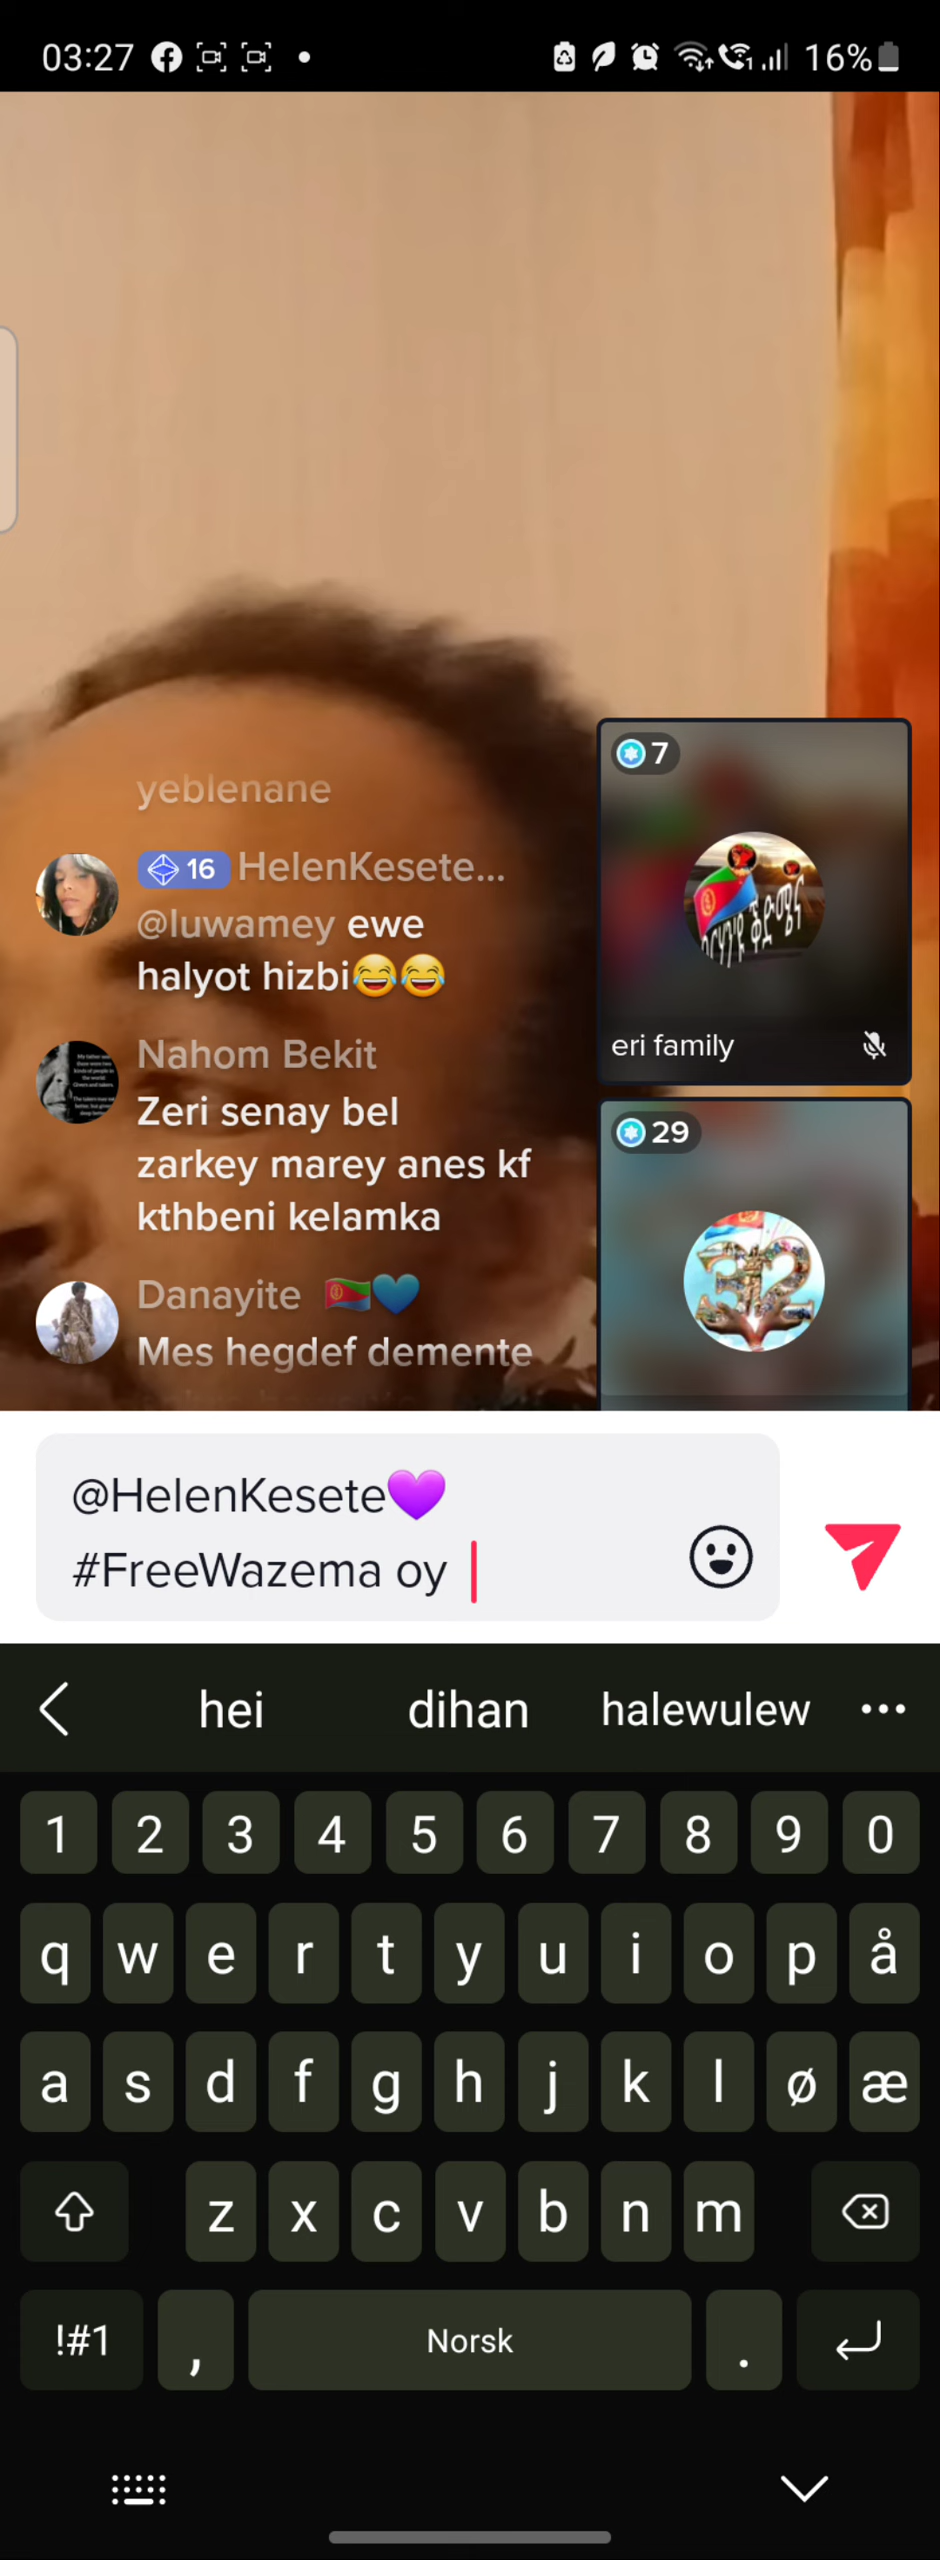 03:27
16%
yeblenane
16 HelenKesete...
@luwamey ewe
halyot hizbi😂😂
Nahom Bekit
Zeri senay bel
zarkey marey anes kf
kthbeni kelamka
Danayite 🇪🇷💙
Mes hegdef demente
7
eri family
29
32
@HelenKesete💜
#FreeWazema oy
hei dihan halewulew ...
1 2 3 4 5 6 7 8 9 0
q w e r t y u i o p å
a s d f g h j k l ø æ
z x c v b n m
!#1 , Norsk .